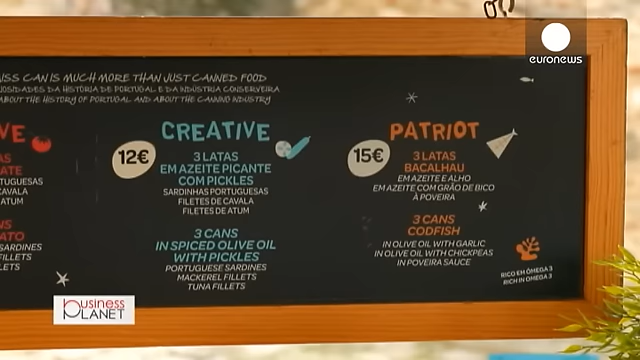 euronews
CAN IS MUCH MORE THAN JUST CANNED FOOD
DA HISTÓRIA DE PORTUGAL E DA INDÚSTRIA CONSERVEIRA
ABOUT THE HISTORY OF PORTUGAL AND ABOUT THE CANNING INDUSTRY
12€
CREATIVE
3 LATAS
EM AZEITE PICANTE
COM PICKLES
SARDINHAS PORTUGUESAS
FILETES DE CAVALA
FILETES DE ATUM
3 CANS
IN SPICED OLIVE OIL
WITH PICKLES
PORTUGUESE SARDINES
MACKEREL FILLETS
TUNA FILLETS
15€
PATRIOT
3 LATAS
BACALHAU
EM AZEITE E ALHO
EM AZEITE COM GRÃO DE BICO
À POVEIRA
3 CANS
CODFISH
IN OLIVE OIL WITH GARLIC
IN OLIVE OIL WITH CHICKPEAS
IN POVEIRA SAUCE
RICO EM ÓMEGA 3
RICH IN OMEGA 3
business
PLANET